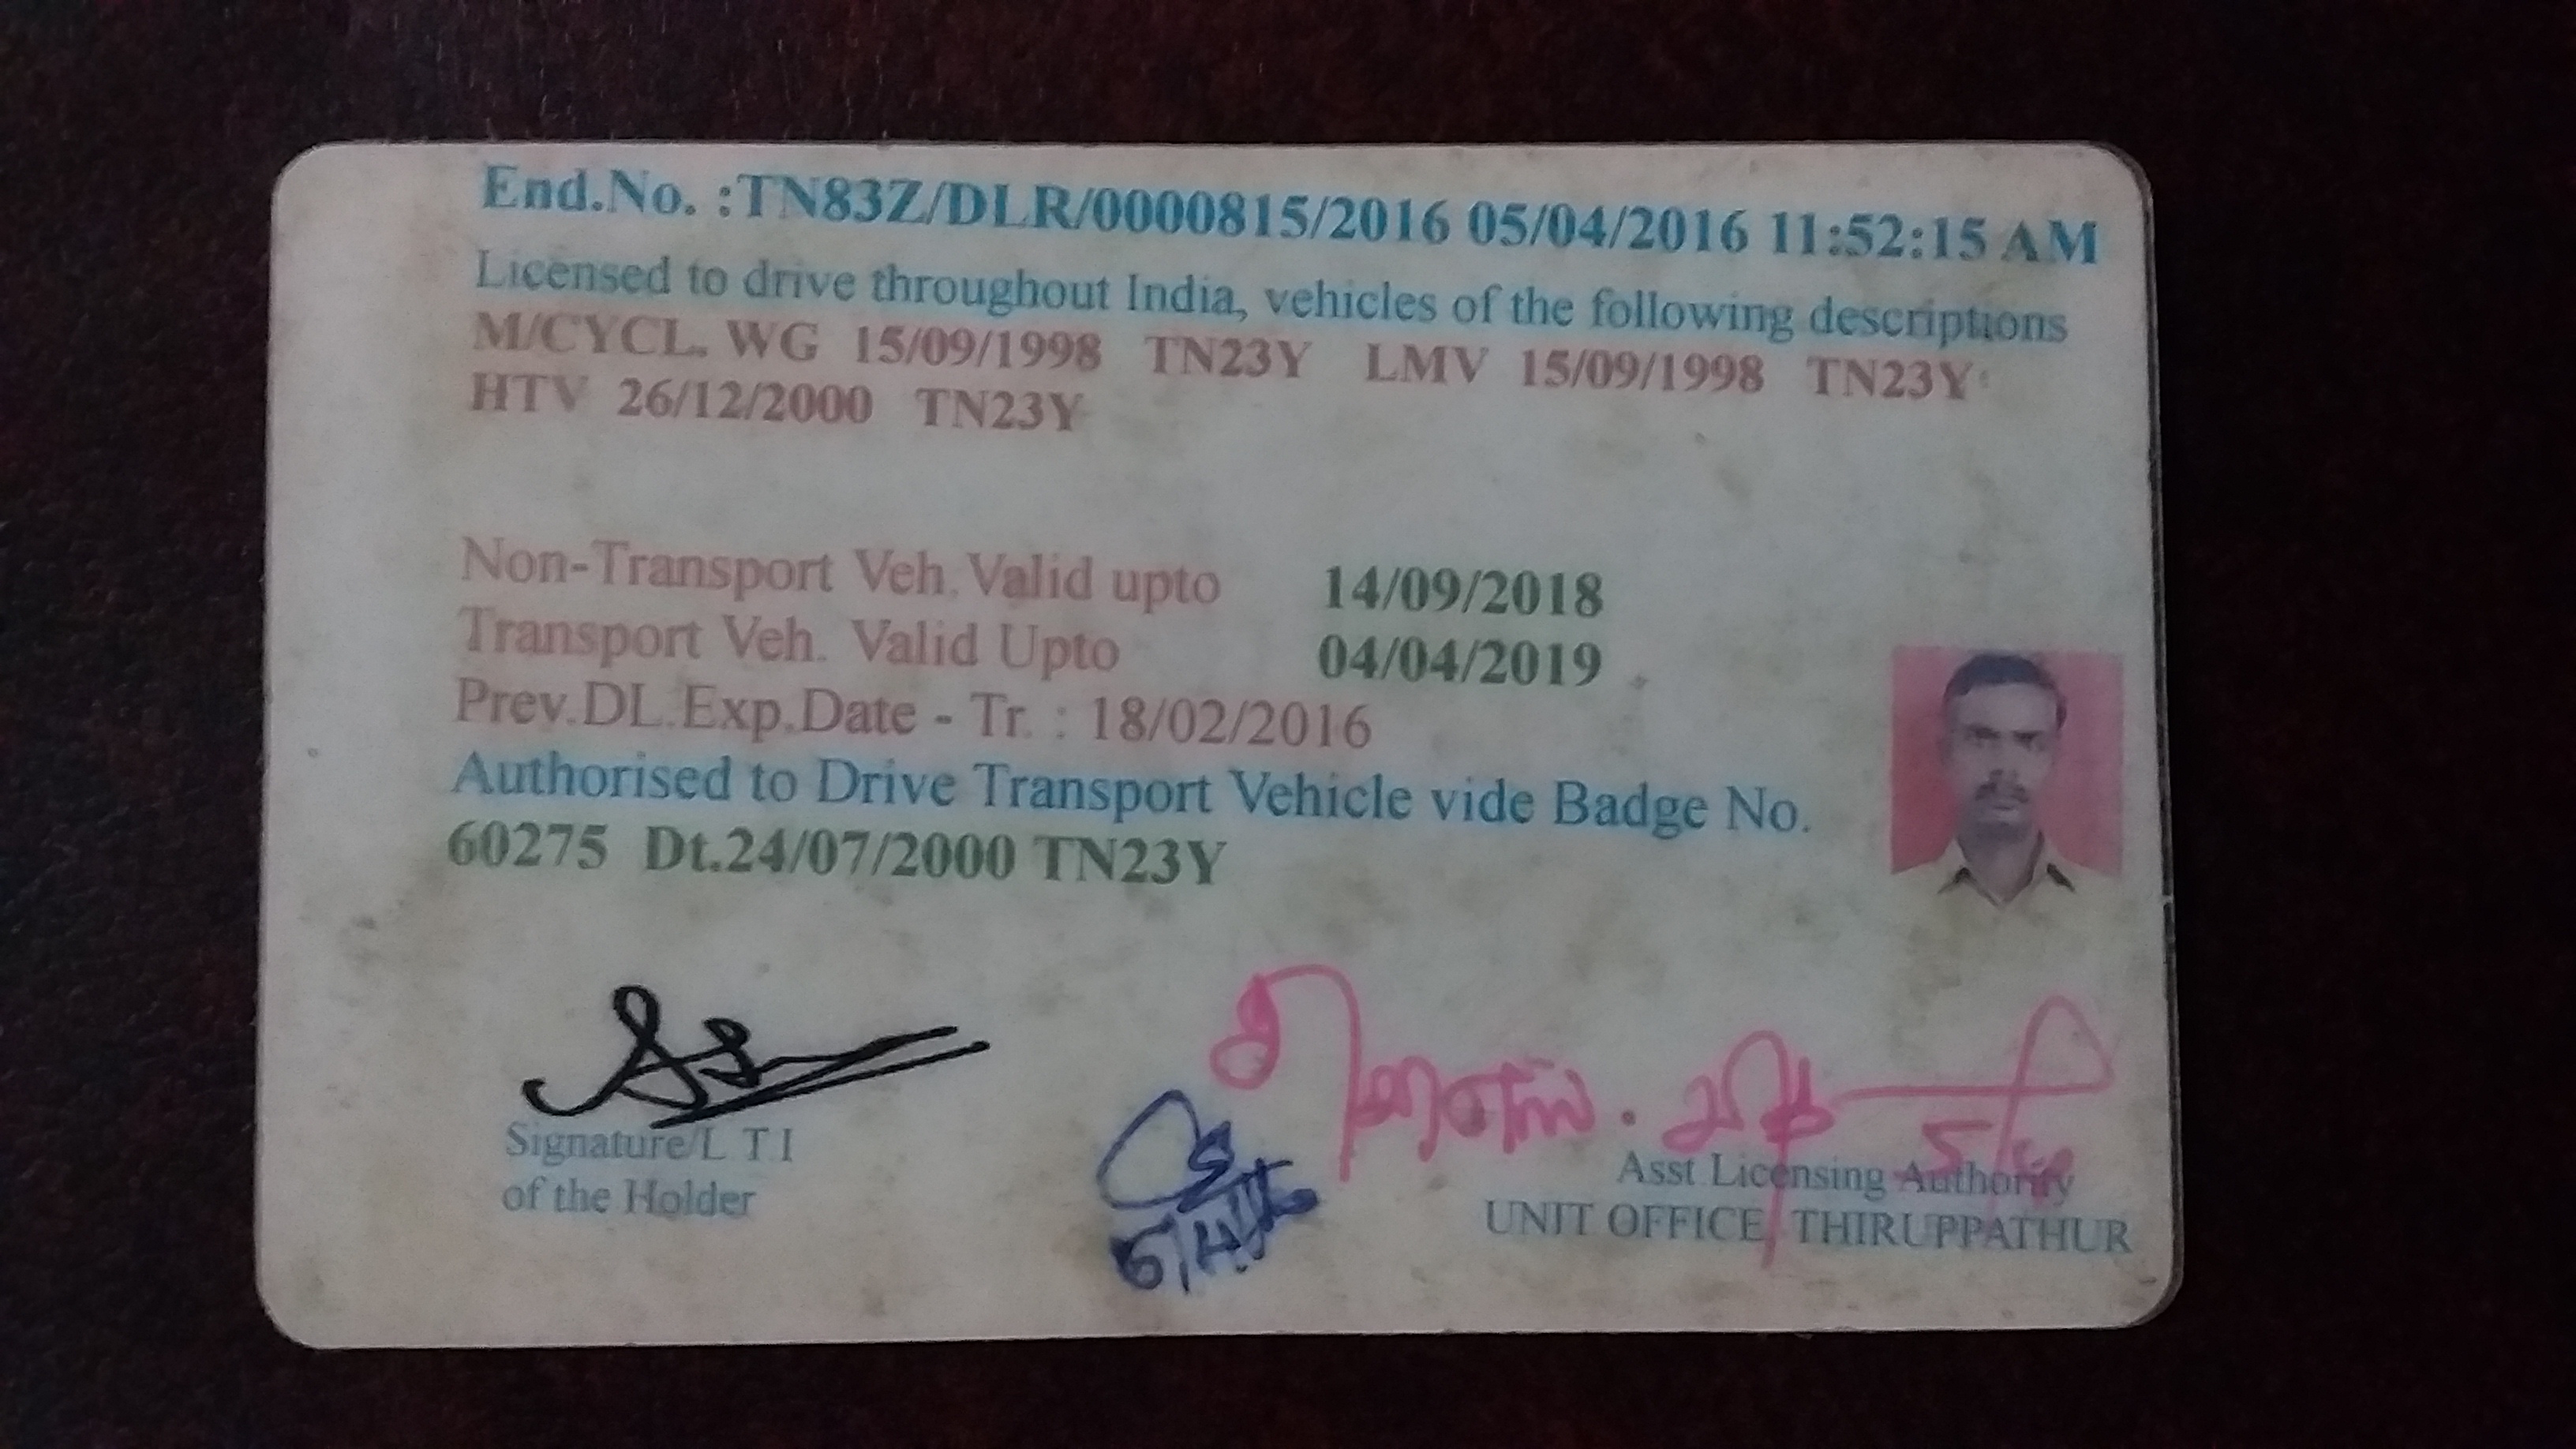 End.No. :TN83Z/DLR/0000815/2016 05/04/2016 11:52:15 AM
Licensed to drive throughout India, vehicles of the following descriptions
M/CYCL. WG 15/09/1998 TN23Y LMV 15/09/1998 TN23Y
HTV 26/12/2000 TN23Y
Non-Transport Veh. Valid upto 14/09/2018
Transport Veh. Valid Upto 04/04/2019
Prev.DL.Exp.Date - Tr. : 18/02/2016
Authorised to Drive Transport Vehicle vide Badge No.
60275 Dt.24/07/2000 TN23Y
Signature/L T I
of the Holder
Asst Licensing Authority
UNIT OFFICE, THIRUPPATHUR